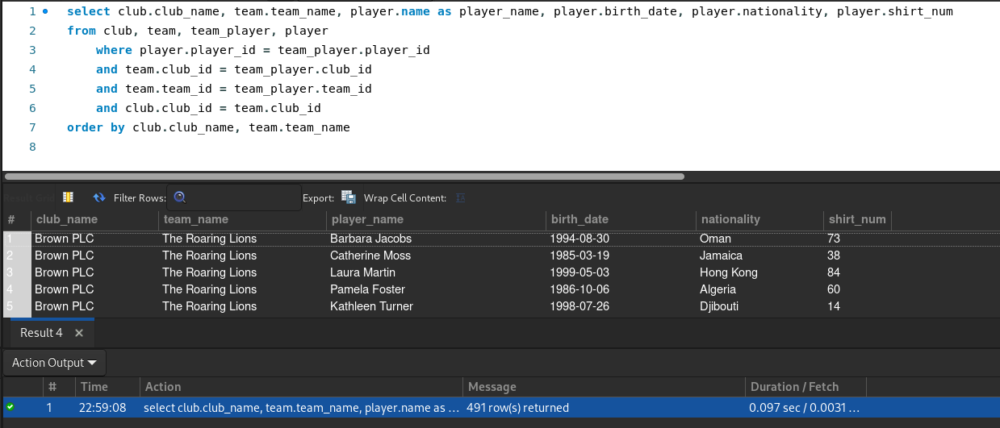 1 select club.club_name, team.team_name, player.name as player_name, player.birth_date, player.nationality, player.shirt_num
2 from club, team, team_player, player
3 where player.player_id = team_player.player_id
4 and team.club_id = team_player.club_id
5 and team.team_id = team_player.team_id
6 and club.club_id = team.club_id
7 order by club.club_name, team.team_name
8
Result Grid Filter Rows: Export: Wrap Cell Content:
# club_name team_name player_name birth_date nationality shirt_num
1 Brown PLC The Roaring Lions Barbara Jacobs 1994-08-30 Oman 73
2 Brown PLC The Roaring Lions Catherine Moss 1985-03-19 Jamaica 38
3 Brown PLC The Roaring Lions Laura Martin 1999-05-03 Hong Kong 84
4 Brown PLC The Roaring Lions Pamela Foster 1986-10-06 Algeria 60
5 Brown PLC The Roaring Lions Kathleen Turner 1998-07-26 Djibouti 14
Result 4
Action Output
# Time Action Message Duration / Fetch
1 22:59:08 select club.club_name, team.team_name, player.name as ... 491 row(s) returned 0.097 sec / 0.0031 ...